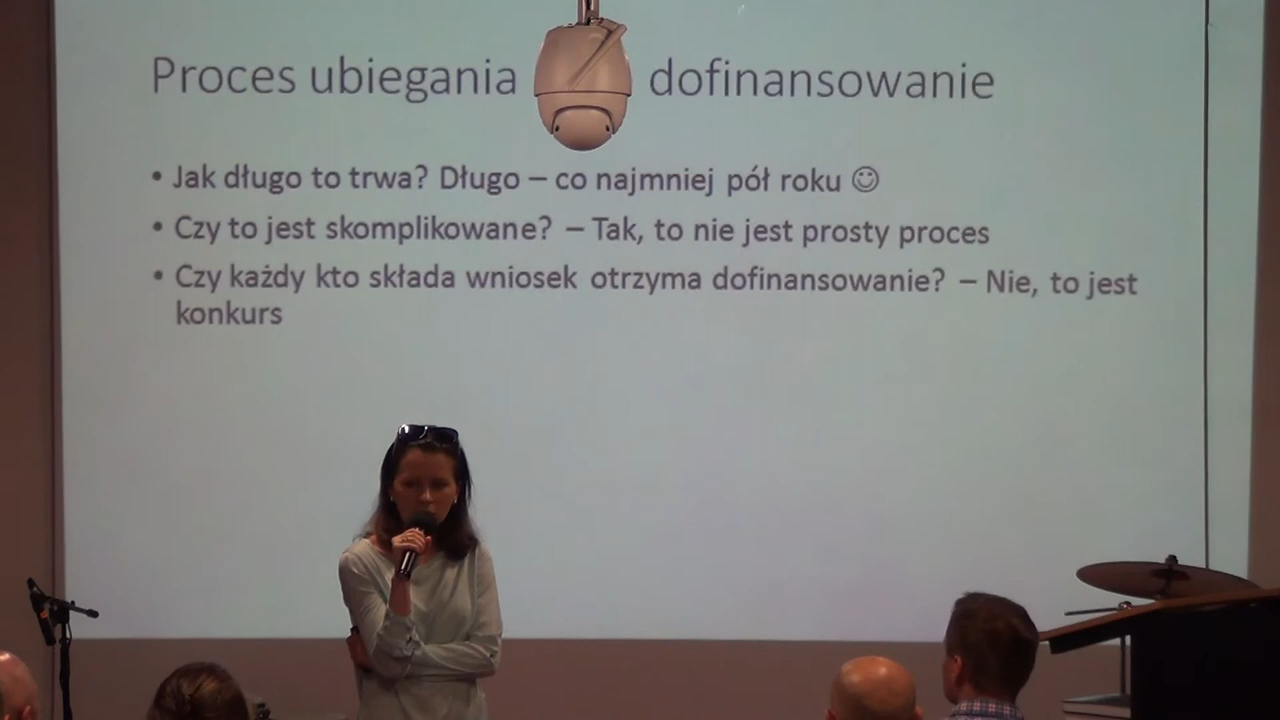 Proces ubiegania dofinansowanie
• Jak długo to trwa? Długo – co najmniej pół roku ☺
• Czy to jest skomplikowane? – Tak, to nie jest prosty proces
• Czy każdy kto składa wniosek otrzyma dofinansowanie? – Nie, to jest
konkurs